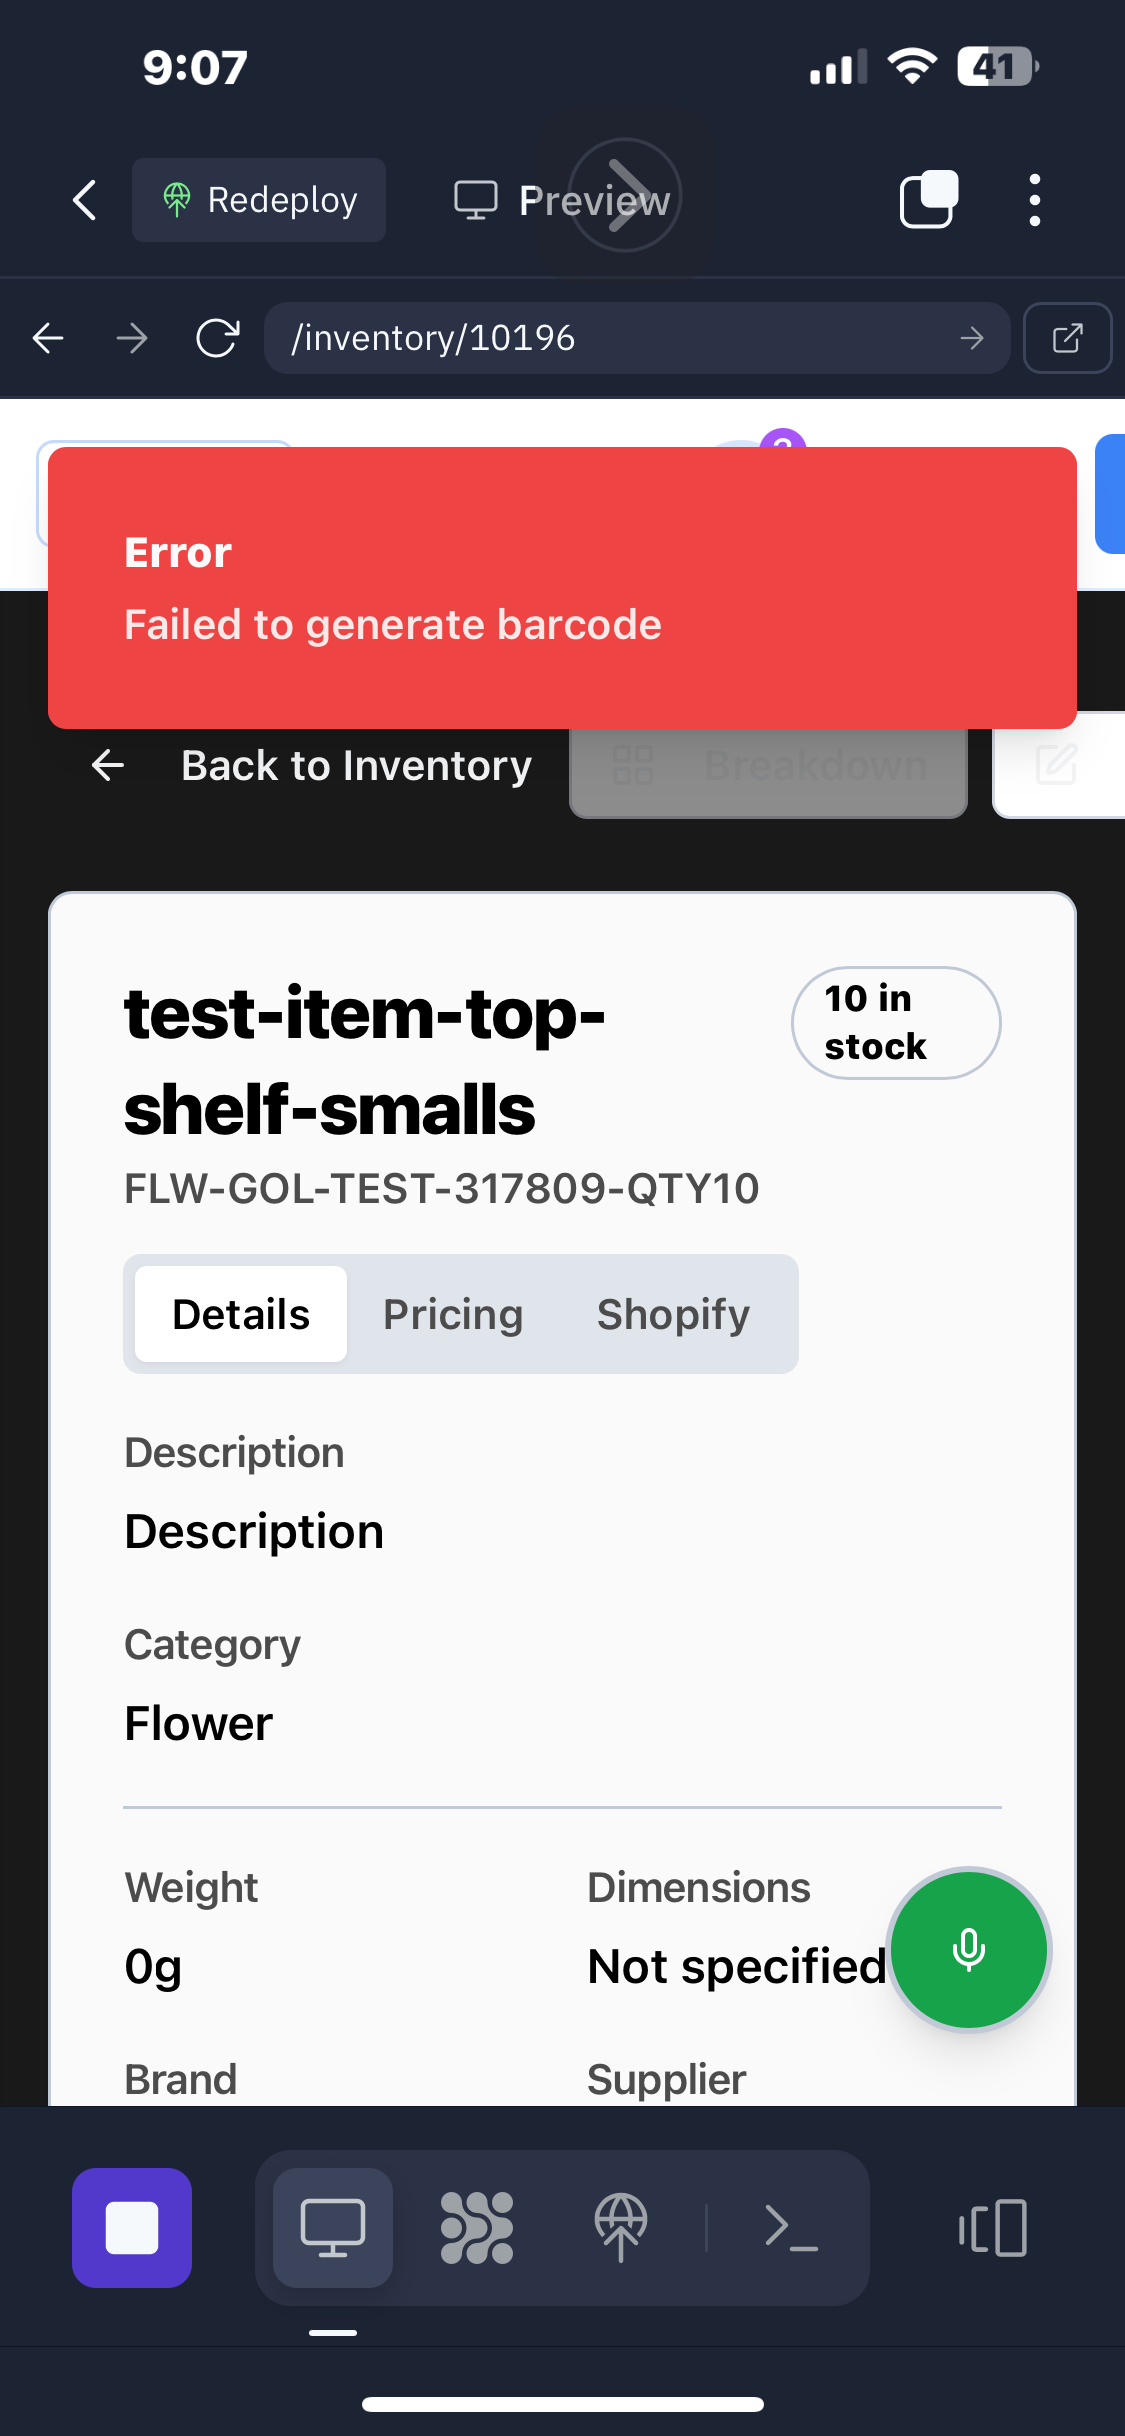 9:07
41
Redeploy
Preview
/inventory/10196
Error
Failed to generate barcode
Back to Inventory
Breakdown
test-item-top-
shelf-smalls
10 in
stock
FLW-GOL-TEST-317809-QTY10
Details
Pricing
Shopify
Description
Description
Category
Flower
Weight
Dimensions
0g
Not specified
Brand
Supplier